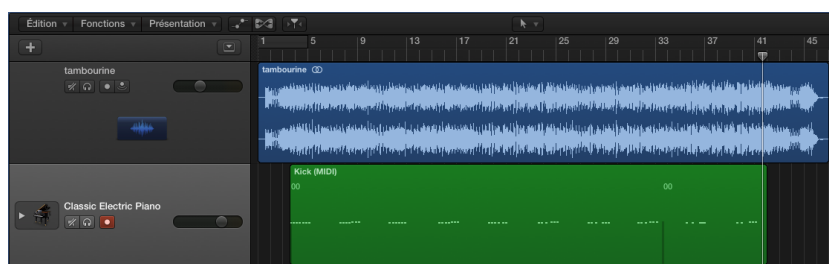 Édition Fonctions Présentation
1 5 9 13 17 21 25 29 33 37 41 45
tambourine
tambourine
Kick (MIDI)
00 00
Classic Electric Piano